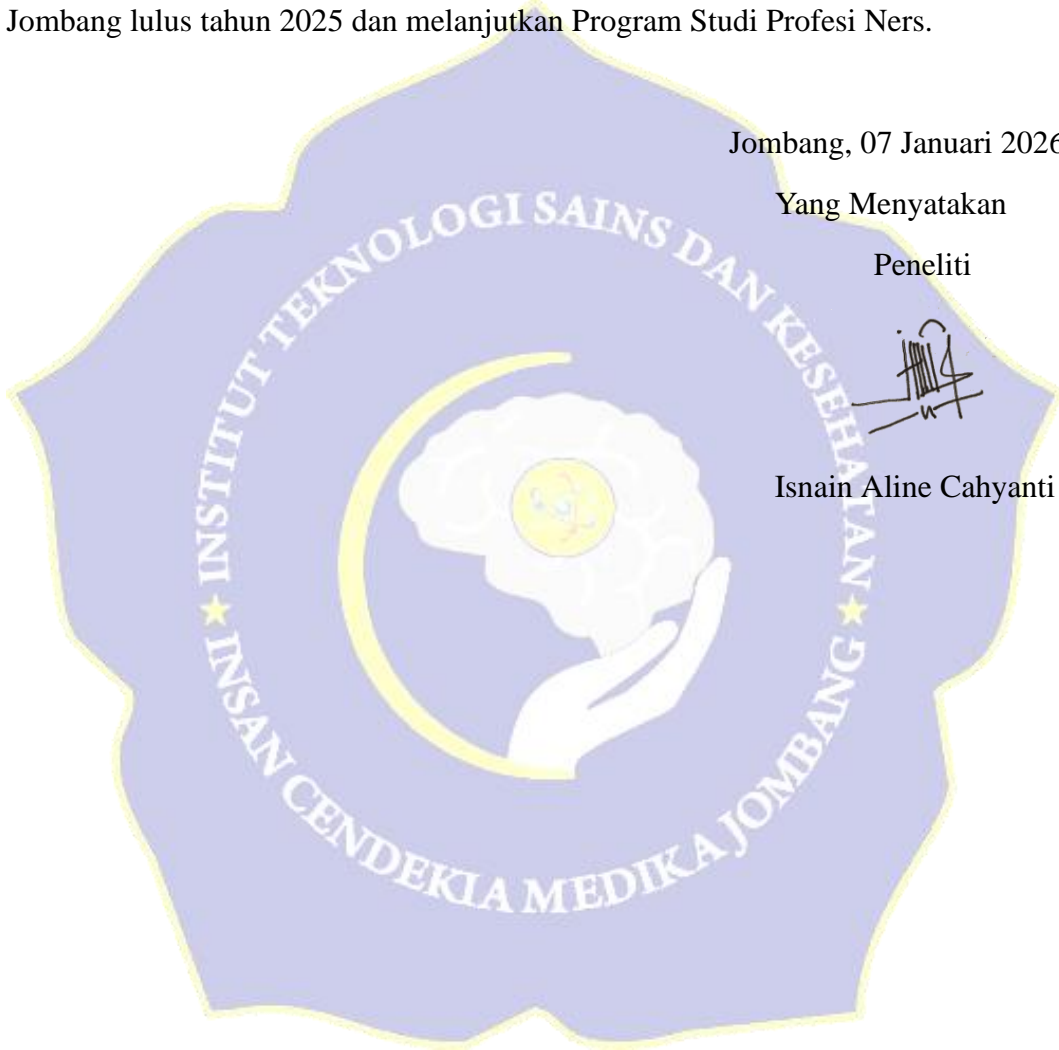 Jombang lulus tahun 2025 dan melanjutkan Program Studi Profesi Ners.
Jombang, 07 Januari 2026
Yang Menyatakan
Peneliti
Isnain Aline Cahyanti
INSTITUT TEKNOLOGI SAINS DAN KESEHATAN
INSAN CENDEKIA MEDIKA JOMBANG